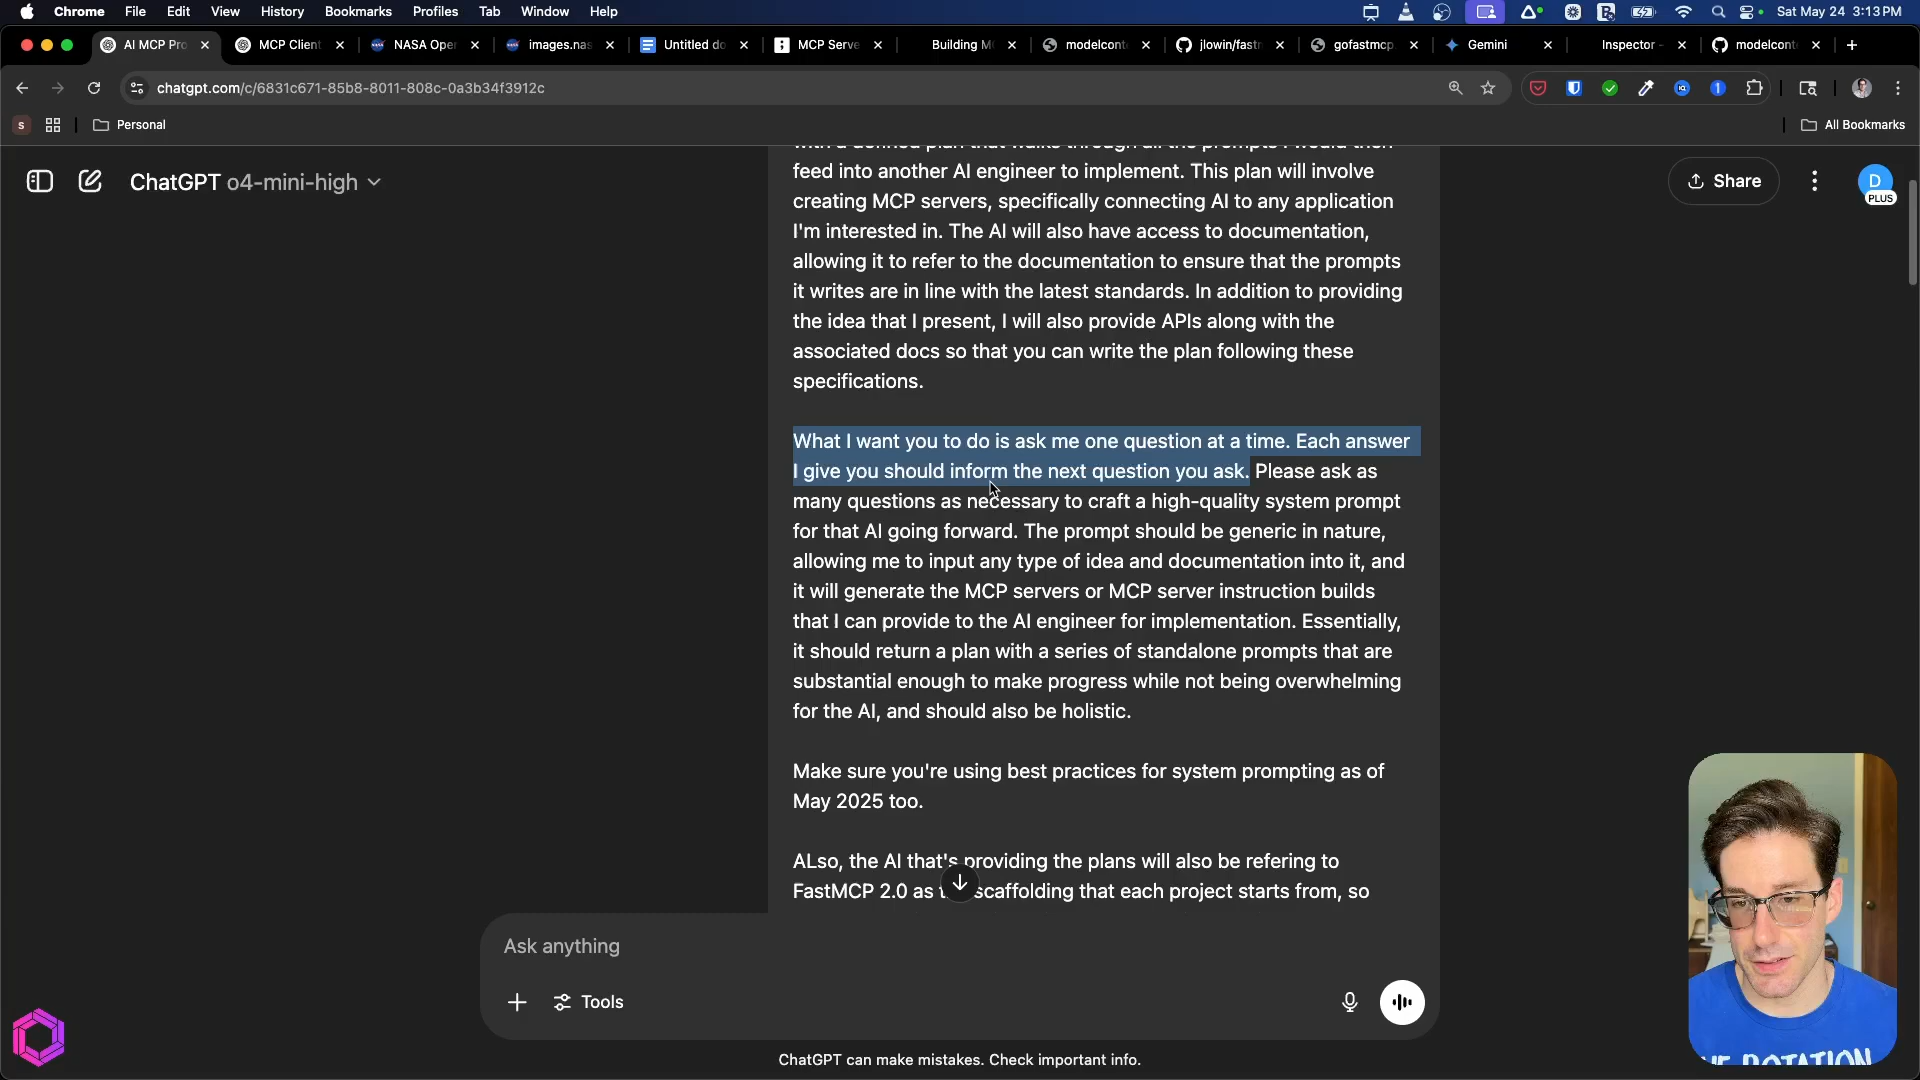 Chrome File Edit View History Bookmarks Profiles Tab Window Help Sat May 24 3:13 PM
AI MCP Pro MCP Client NASA Ope images.nas Untitled do MCP Serve Building M modelcont jlowin/fast gofastmcp. Gemini Inspector - modelcont
chatgpt.com/c/6831c671-85b8-8011-808c-0a3b34f3912c
S Personal All Bookmarks
ChatGPT o4-mini-high Share D PLUS
with a defined plan that walks through all the prompts I would then
feed into another AI engineer to implement. This plan will involve
creating MCP servers, specifically connecting AI to any application
I'm interested in. The AI will also have access to documentation,
allowing it to refer to the documentation to ensure that the prompts
it writes are in line with the latest standards. In addition to providing
the idea that I present, I will also provide APIs along with the
associated docs so that you can write the plan following these
specifications.
What I want you to do is ask me one question at a time. Each answer
I give you should inform the next question you ask. Please ask as
many questions as necessary to craft a high-quality system prompt
for that AI going forward. The prompt should be generic in nature,
allowing me to input any type of idea and documentation into it, and
it will generate the MCP servers or MCP server instruction builds
that I can provide to the AI engineer for implementation. Essentially,
it should return a plan with a series of standalone prompts that are
substantial enough to make progress while not being overwhelming
for the AI, and should also be holistic.
Make sure you're using best practices for system prompting as of
May 2025 too.
ALso, the AI that's providing the plans will also be refering to
FastMCP 2.0 as scaffolding that each project starts from, so
Ask anything
Tools
ChatGPT can make mistakes. Check important info.